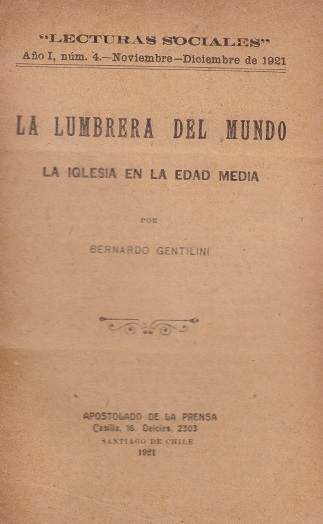 “LECTURAS SOCIALES”
Año I, núm. 4.—Noviembre—Diciembre de 1921
LA LUMBRERA DEL MUNDO
LA IGLESIA EN LA EDAD MEDIA
POR
BERNARDO GENTILINI
APOSTOLADO DE LA PRENSA
Casilla, 16. Delcias, 2303
SANTIAGO DE CHILE
1921